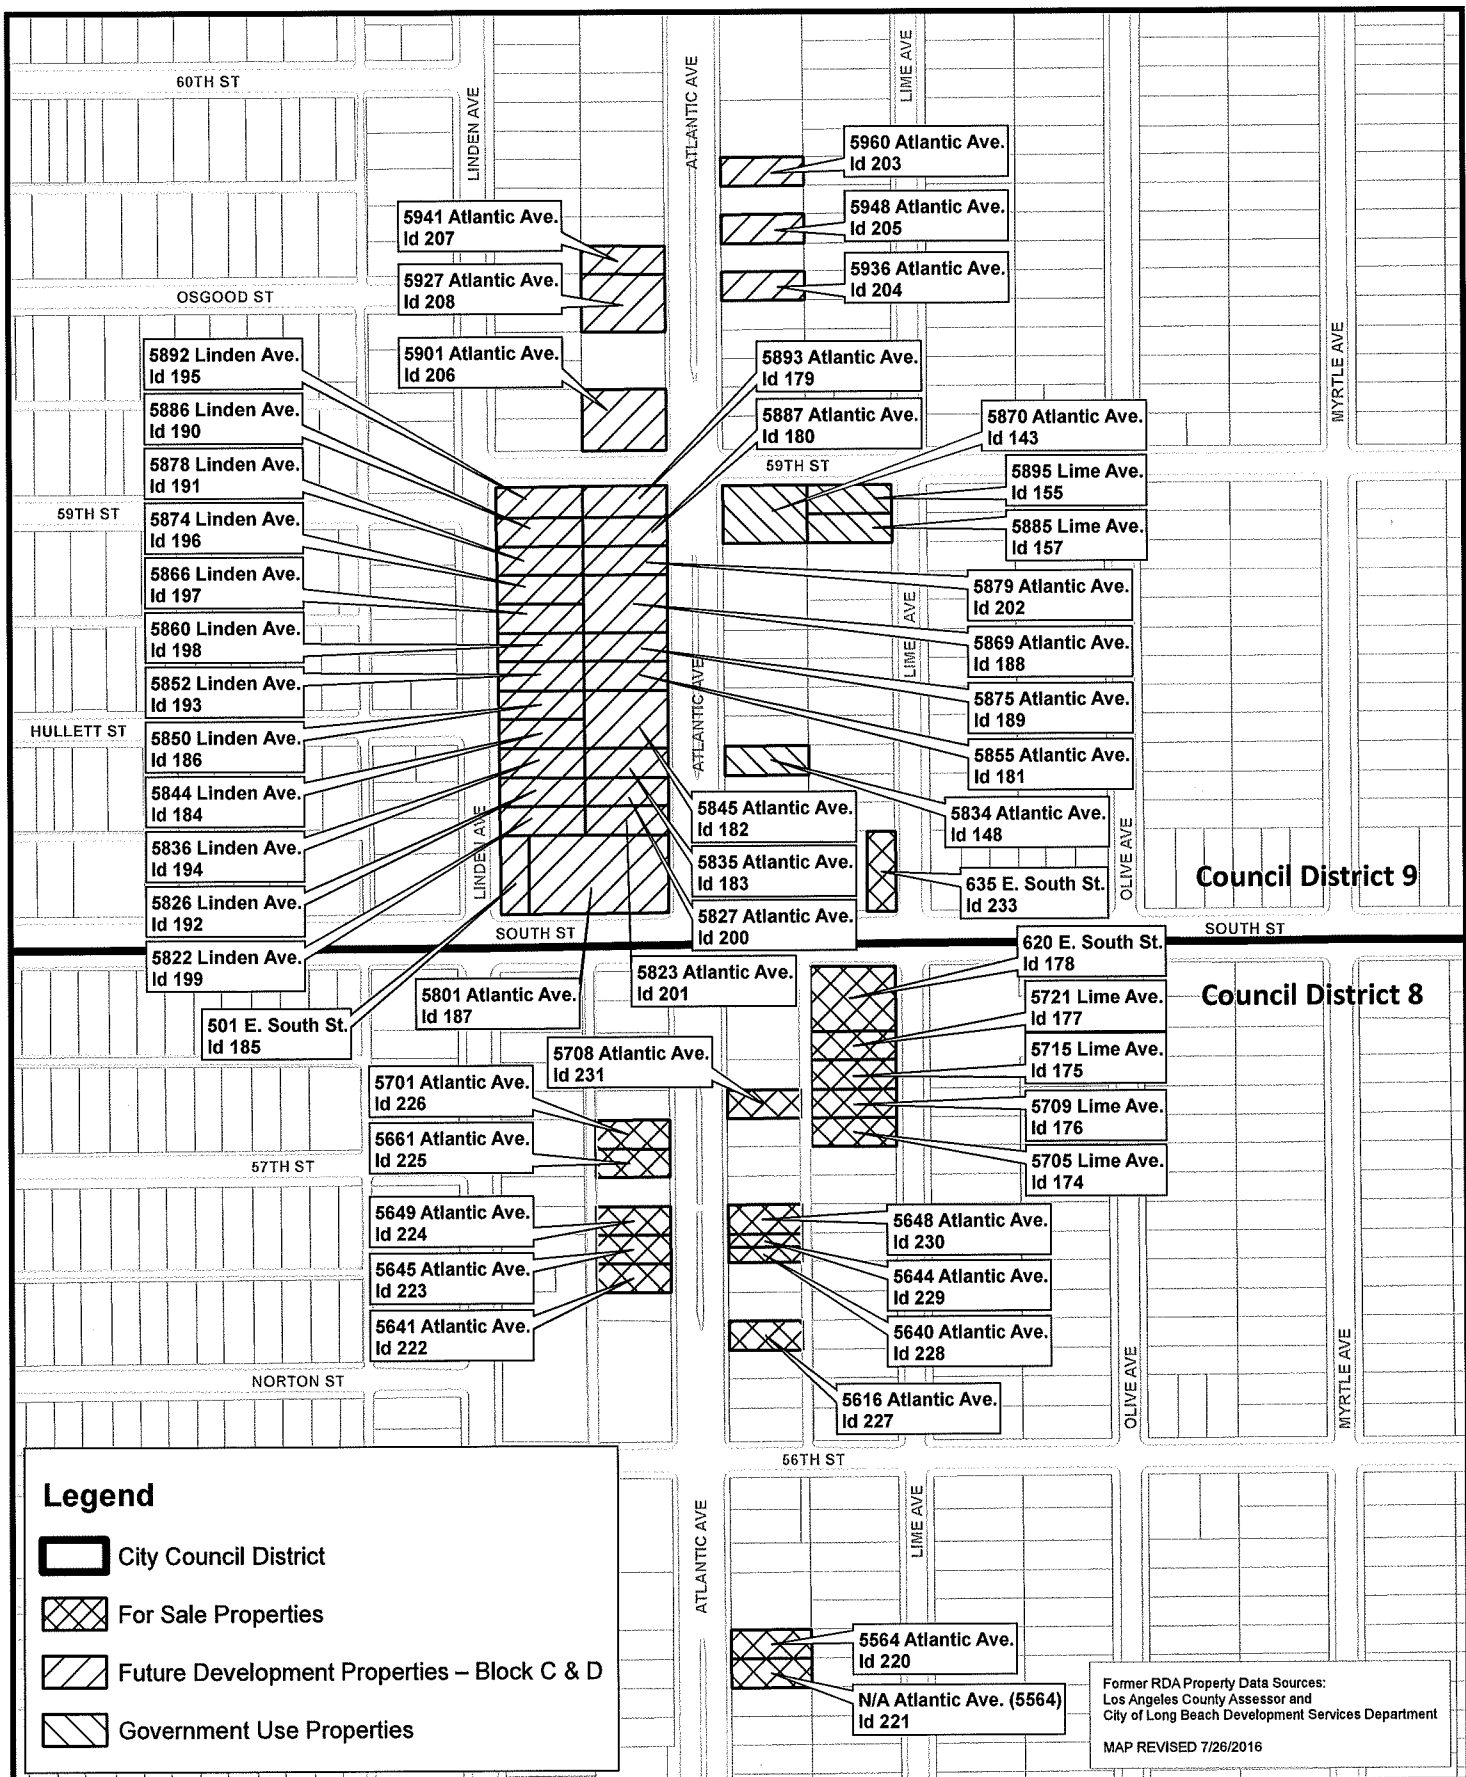 60TH ST
LINDEN AVE
ATLANTIC AVE
LIME AVE
5960 Atlantic Ave.
Id 203
5941 Atlantic Ave.
Id 207
5948 Atlantic Ave.
Id 205
5927 Atlantic Ave.
Id 208
5936 Atlantic Ave.
Id 204
OSGOOD ST
MYRTLE AVE
5892 Linden Ave.
Id 195
5901 Atlantic Ave.
Id 206
5893 Atlantic Ave.
Id 179
5886 Linden Ave.
Id 190
5887 Atlantic Ave.
Id 180
5870 Atlantic Ave.
Id 143
5878 Linden Ave.
Id 191
59TH ST
5895 Lime Ave.
Id 155
59TH ST
5874 Linden Ave.
Id 196
5885 Lime Ave.
Id 157
5866 Linden Ave.
Id 197
5879 Atlantic Ave.
Id 202
LIME AVE
5860 Linden Ave.
Id 198
5869 Atlantic Ave.
Id 188
5852 Linden Ave.
Id 193
ATLANTIC AVE
5875 Atlantic Ave.
Id 189
HULLETT ST
5850 Linden Ave.
Id 186
5855 Atlantic Ave.
Id 181
5844 Linden Ave.
Id 184
5845 Atlantic Ave.
Id 182
5834 Atlantic Ave.
Id 148
LINDEN AVE
OLIVE AVE
5836 Linden Ave.
Id 194
5835 Atlantic Ave.
Id 183
635 E. South St.
Id 233
Council District 9
5826 Linden Ave.
Id 192
5827 Atlantic Ave.
Id 200
SOUTH ST
SOUTH ST
5822 Linden Ave.
Id 199
620 E. South St.
Id 178
5823 Atlantic Ave.
Id 201
5801 Atlantic Ave.
Id 187
5721 Lime Ave.
Id 177
Council District 8
501 E. South St.
Id 185
5708 Atlantic Ave.
Id 231
5715 Lime Ave.
Id 175
5701 Atlantic Ave.
Id 226
5709 Lime Ave.
Id 176
5661 Atlantic Ave.
Id 225
57TH ST
5705 Lime Ave.
Id 174
5649 Atlantic Ave.
Id 224
5648 Atlantic Ave.
Id 230
5645 Atlantic Ave.
Id 223
5644 Atlantic Ave.
Id 229
5641 Atlantic Ave.
Id 222
5640 Atlantic Ave.
Id 228
NORTON ST
OLIVE AVE
MYRTLE AVE
5616 Atlantic Ave.
Id 227
56TH ST
ATLANTIC AVE
LIME AVE
Legend
City Council District
For Sale Properties
Future Development Properties – Block C & D
Government Use Properties
5564 Atlantic Ave.
Id 220
N/A Atlantic Ave. (5564)
Id 221
Former RDA Property Data Sources:
Los Angeles County Assessor and
City of Long Beach Development Services Department
MAP REVISED 7/26/2016